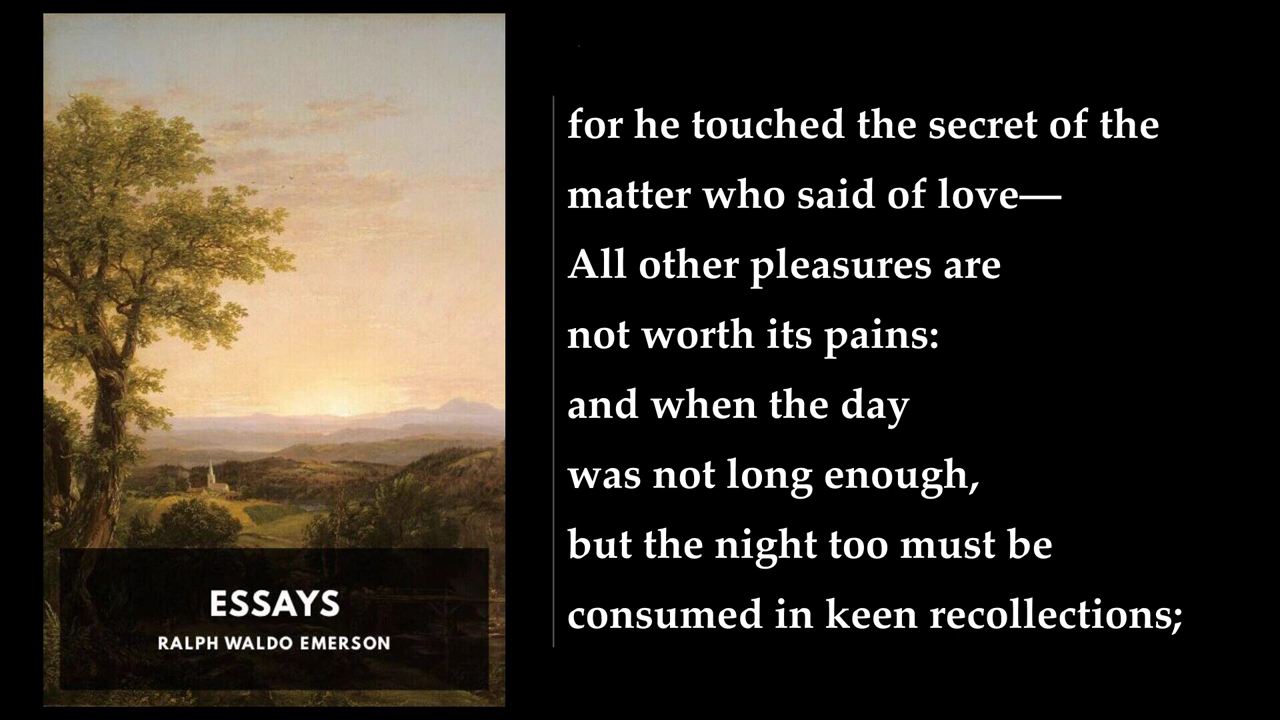 ESSAYS
RALPH WALDO EMERSON
for he touched the secret of the
matter who said of love—
All other pleasures are
not worth its pains:
and when the day
was not long enough,
but the night too must be
consumed in keen recollections;